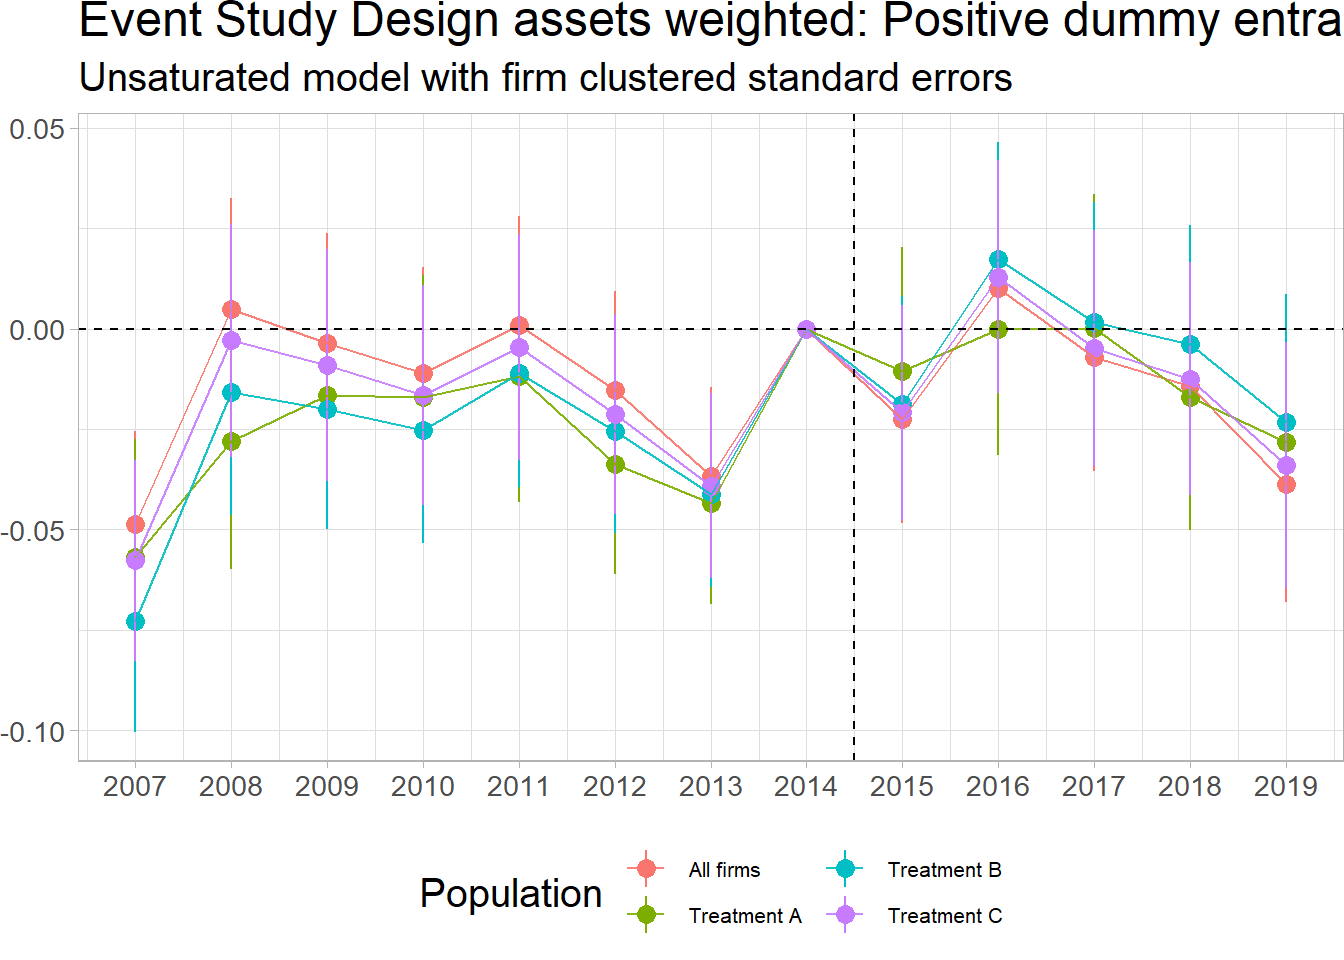 Event Study Design assets weighted: Positive dummy entra
Unsaturated model with firm clustered standard errors
0.05
0.00
-0.05
-0.10
2007 2008 2009 2010 2011 2012 2013 2014 2015 2016 2017 2018 2019
Population
All firms
Treatment B
Treatment A
Treatment C